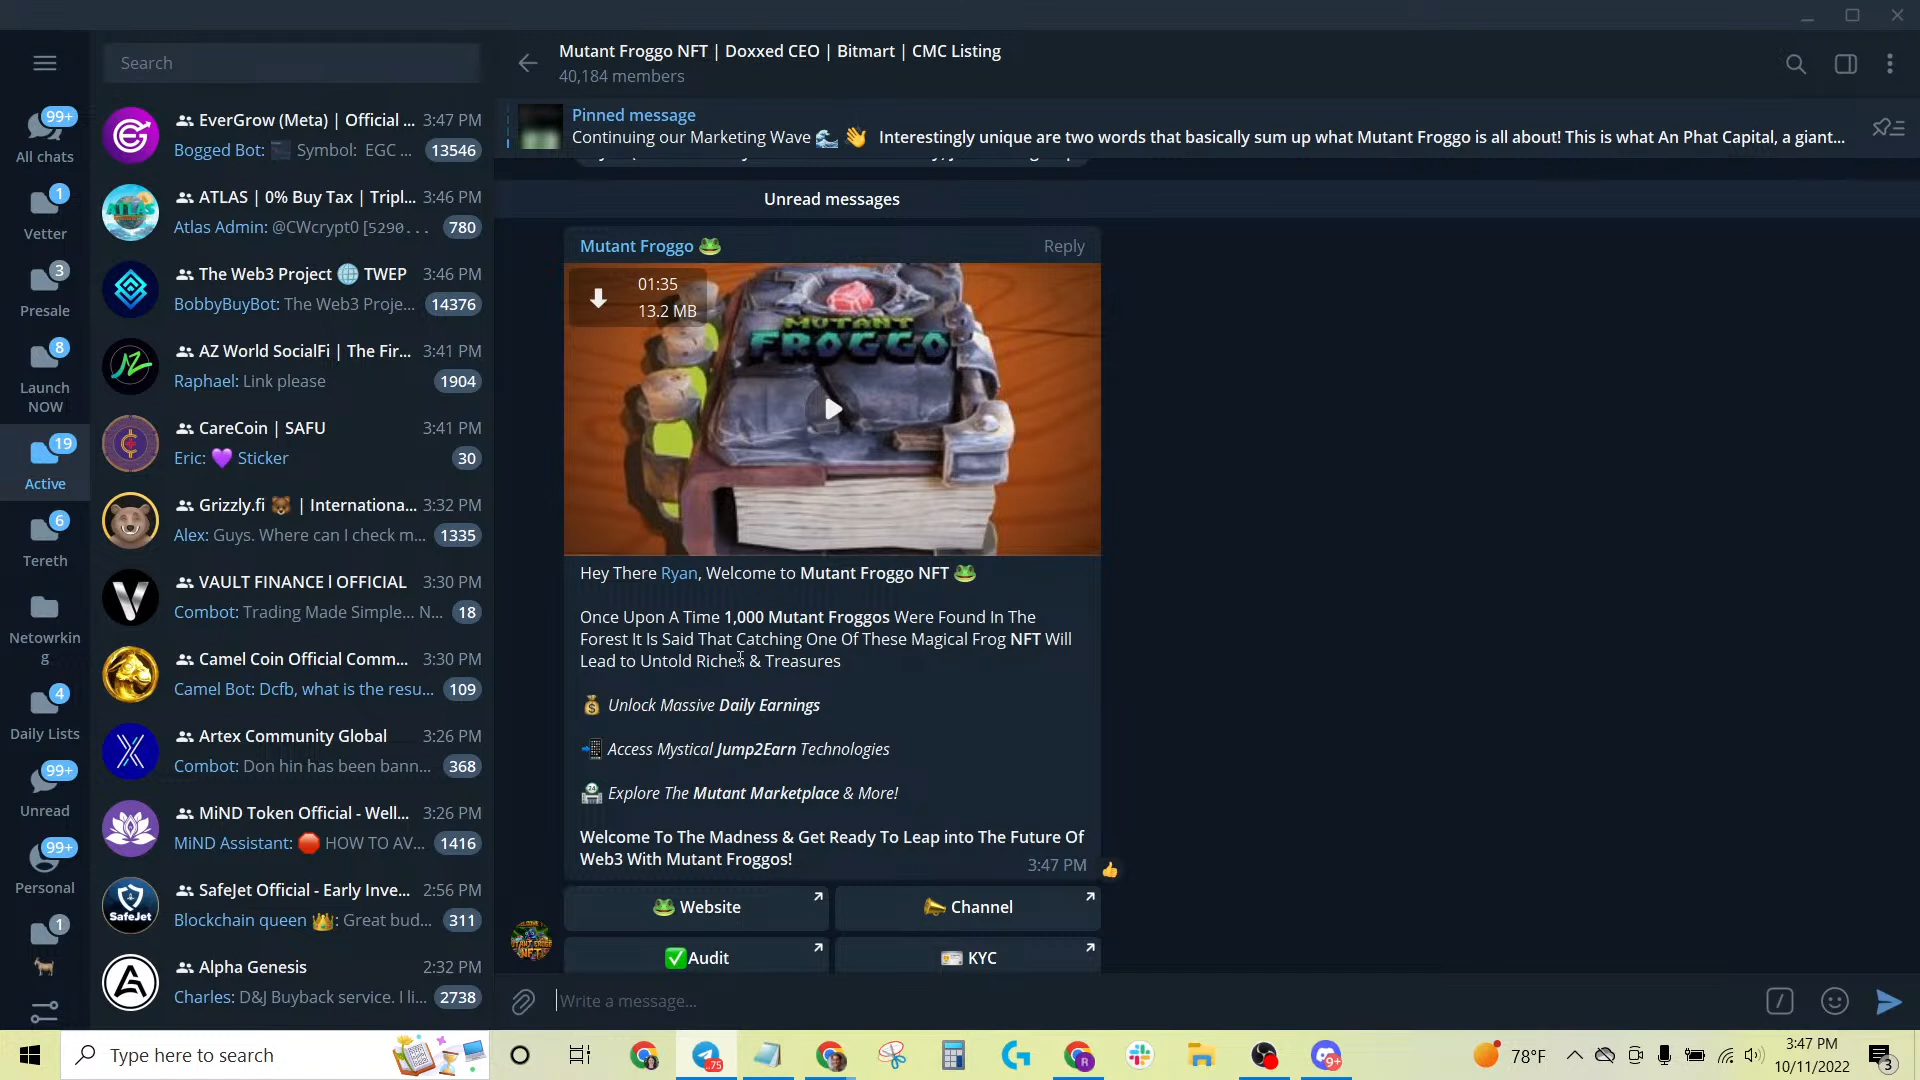 Search
Mutant Froggo NFT | Doxxed CEO | Bitmart | CMC Listing
40,184 members
Pinned message
Continuing our Marketing Wave 🌊 👋 Interestingly unique are two words that basically sum up what Mutant Froggo is all about! This is what An Phat Capital, a giant...
99+
All chats
1
Vetter
3
Presale
8
Launch
NOW
19
Active
6
Tereth
Netowrkin
g
4
Daily Lists
99+
Unread
99+
Personal
1
EverGrow (Meta) | Official ... 3:47 PM
Bogged Bot: Symbol: EGC ... 13546
ATLAS | 0% Buy Tax | Tripl... 3:46 PM
Atlas Admin: @CWcrypt0 [5290... 780
The Web3 Project 🌐 TWEP 3:46 PM
BobbyBuyBot: The Web3 Proje... 14376
AZ World SocialFi | The Fir... 3:41 PM
Raphael: Link please 1904
CareCoin | SAFU 3:41 PM
Eric: 💜 Sticker 30
Grizzly.fi 🐻 | Internationa... 3:32 PM
Alex: Guys. Where can I check m... 1335
VAULT FINANCE l OFFICIAL 3:30 PM
Combot: Trading Made Simple... N... 18
Camel Coin Official Comm... 3:30 PM
Camel Bot: Dcfb, what is the resu... 109
Artex Community Global 3:26 PM
Combot: Don hin has been bann... 368
MiND Token Official - Well... 3:26 PM
MiND Assistant: 🛑 HOW TO AV... 1416
SafeJet Official - Early Inve... 2:56 PM
SafeJet
Blockchain queen 👑: Great bud... 311
Alpha Genesis 2:32 PM
Charles: D&J Buyback service. I li... 2738
Unread messages
Mutant Froggo 🐸 Reply
01:35
13.2 MB
MUTANT
FROGGO
Hey There Ryan, Welcome to Mutant Froggo NFT 🐸
Once Upon A Time 1,000 Mutant Froggos Were Found In The
Forest It Is Said That Catching One Of These Magical Frog NFT Will
Lead to Untold Riches & Treasures
💰 Unlock Massive Daily Earnings
📲 Access Mystical Jump2Earn Technologies
🏪 Explore The Mutant Marketplace & More!
Welcome To The Madness & Get Ready To Leap into The Future Of
Web3 With Mutant Froggos!
3:47 PM 👍
🐸 Website
📣 Channel
✅Audit
🪪 KYC
Write a message...
Type here to search
..75
9+
78°F
3:47 PM
10/11/2022
3